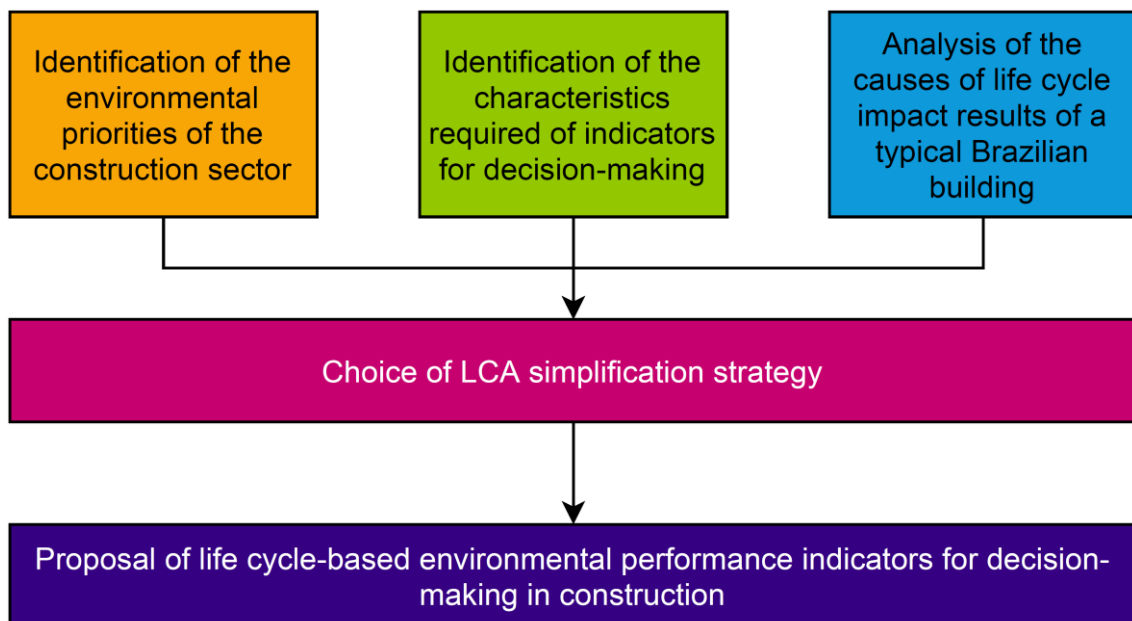 Identification of the
environmental
priorities of the
construction sector
Identification of the
characteristics
required of indicators
for decision-making
Analysis of the
causes of life cycle
impact results of a
typical Brazilian
building
Choice of LCA simplification strategy
Proposal of life cycle-based environmental performance indicators for decision-
making in construction